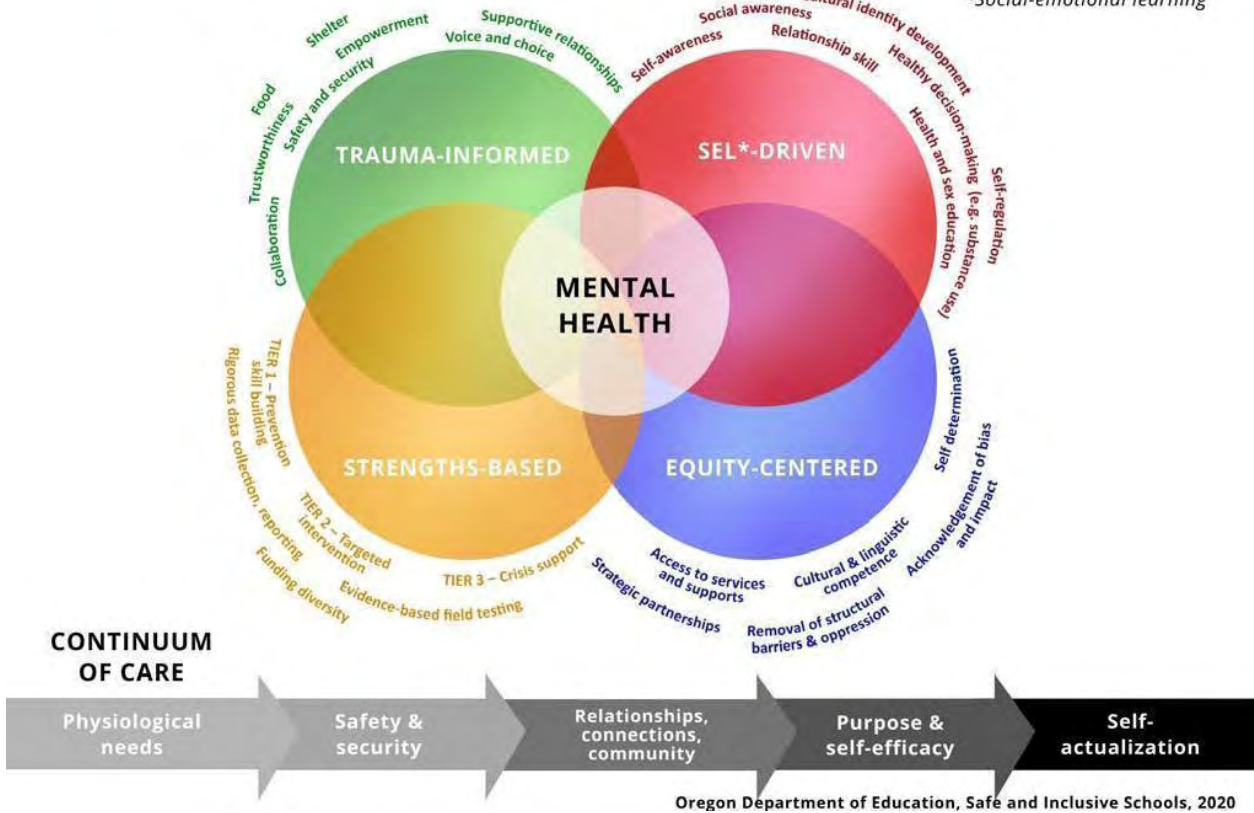 *Social-emotional learning
Shelter
Empowerment
Supportive relationships
Voice and choice
Food
Trustworthiness
Safety and security
Collaboration
TRAUMA-INFORMED
Social awareness
identity development
Self-awareness
Relationship skill
Healthy decision-making (e.g. substance use)
Health and sex education
Self-regulation
SEL*-DRIVEN
MENTAL
HEALTH
TIER 1 – Prevention
skill building
Rigorous data collection, reporting
TIER 2 – Targeted
intervention
Funding diversity
TIER 3 – Crisis support
Evidence-based field testing
STRENGTHS-BASED
EQUITY-CENTERED
Self determination
Acknowledgement of bias
and impact
Cultural & linguistic
competence
Access to services
and supports
Strategic partnerships
Removal of structural
barriers & oppression
CONTINUUM
OF CARE
Physiological
needs
Safety &
security
Relationships,
connections,
community
Purpose &
self-efficacy
Self-
actualization
Oregon Department of Education, Safe and Inclusive Schools, 2020